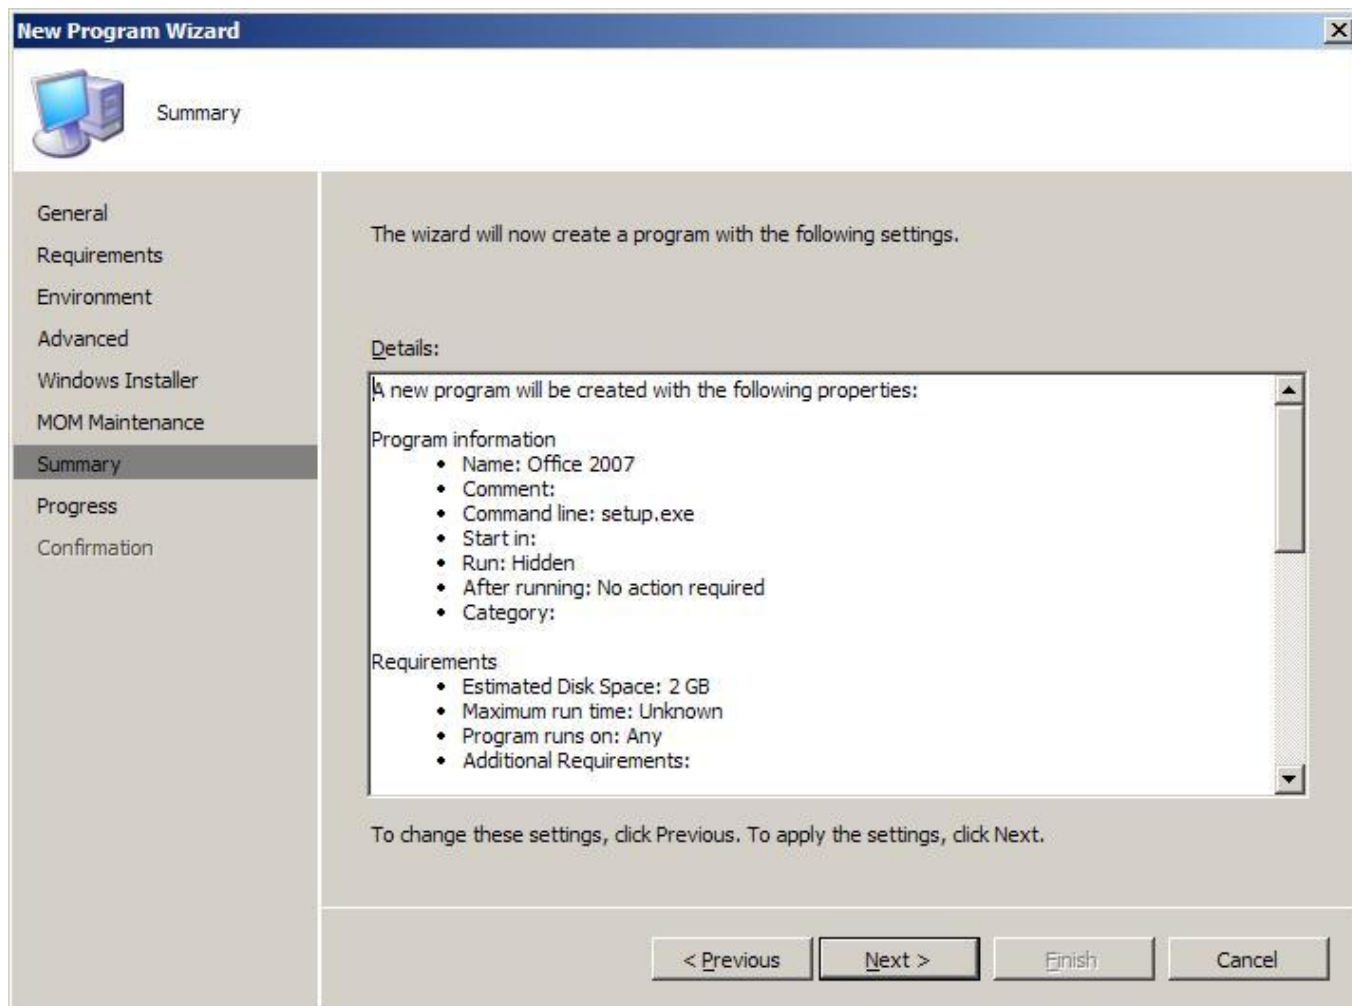 New Program Wizard
Summary
General
Requirements
Environment
Advanced
Windows Installer
MOM Maintenance
Summary
Progress
Confirmation
The wizard will now create a program with the following settings.
Details:
A new program will be created with the following properties:
Program information
• Name: Office 2007
• Comment:
• Command line: setup.exe
• Start in:
• Run: Hidden
• After running: No action required
• Category:
Requirements
• Estimated Disk Space: 2 GB
• Maximum run time: Unknown
• Program runs on: Any
• Additional Requirements:
To change these settings, click Previous. To apply the settings, click Next.
< Previous
Next >
Finish
Cancel